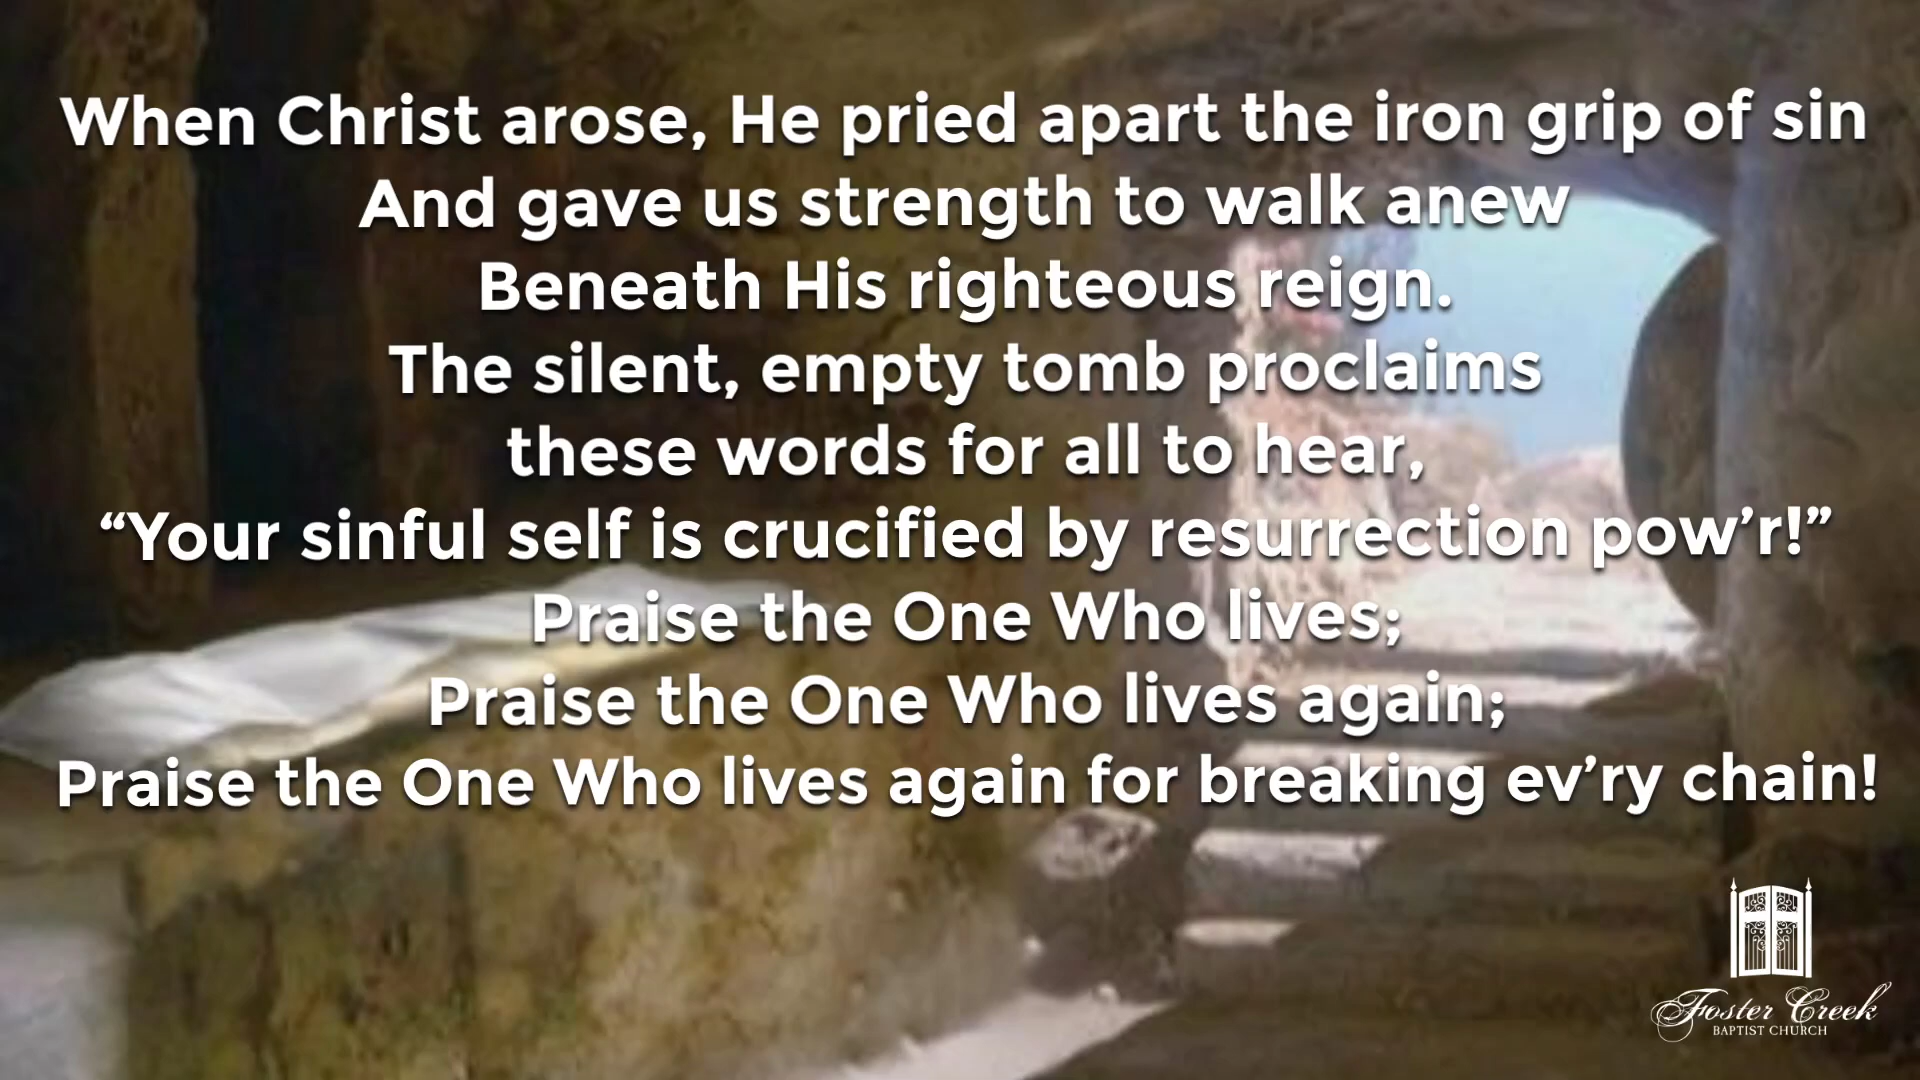 When Christ arose, He pried apart the iron grip of sin
And gave us strength to walk anew
Beneath His righteous reign.
The silent, empty tomb proclaims
these words for all to hear,
“Your sinful self is crucified by resurrection pow’r!”
Praise the One Who lives;
Praise the One Who lives again;
Praise the One Who lives again for breaking ev’ry chain!
Foster Creek
BAPTIST CHURCH